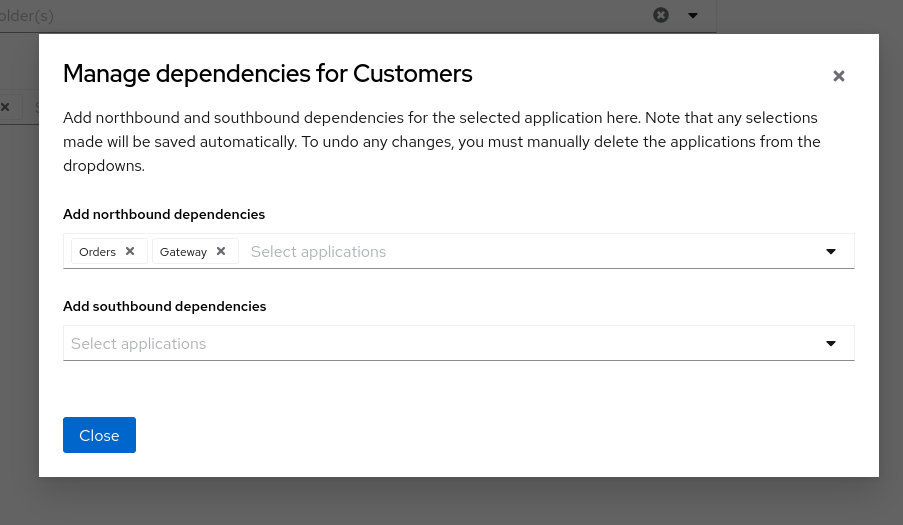 older(s)
Manage dependencies for Customers
Add northbound and southbound dependencies for the selected application here. Note that any selections
made will be saved automatically. To undo any changes, you must manually delete the applications from the
dropdowns.
Add northbound dependencies
Orders Gateway Select applications
Add southbound dependencies
Select applications
Close